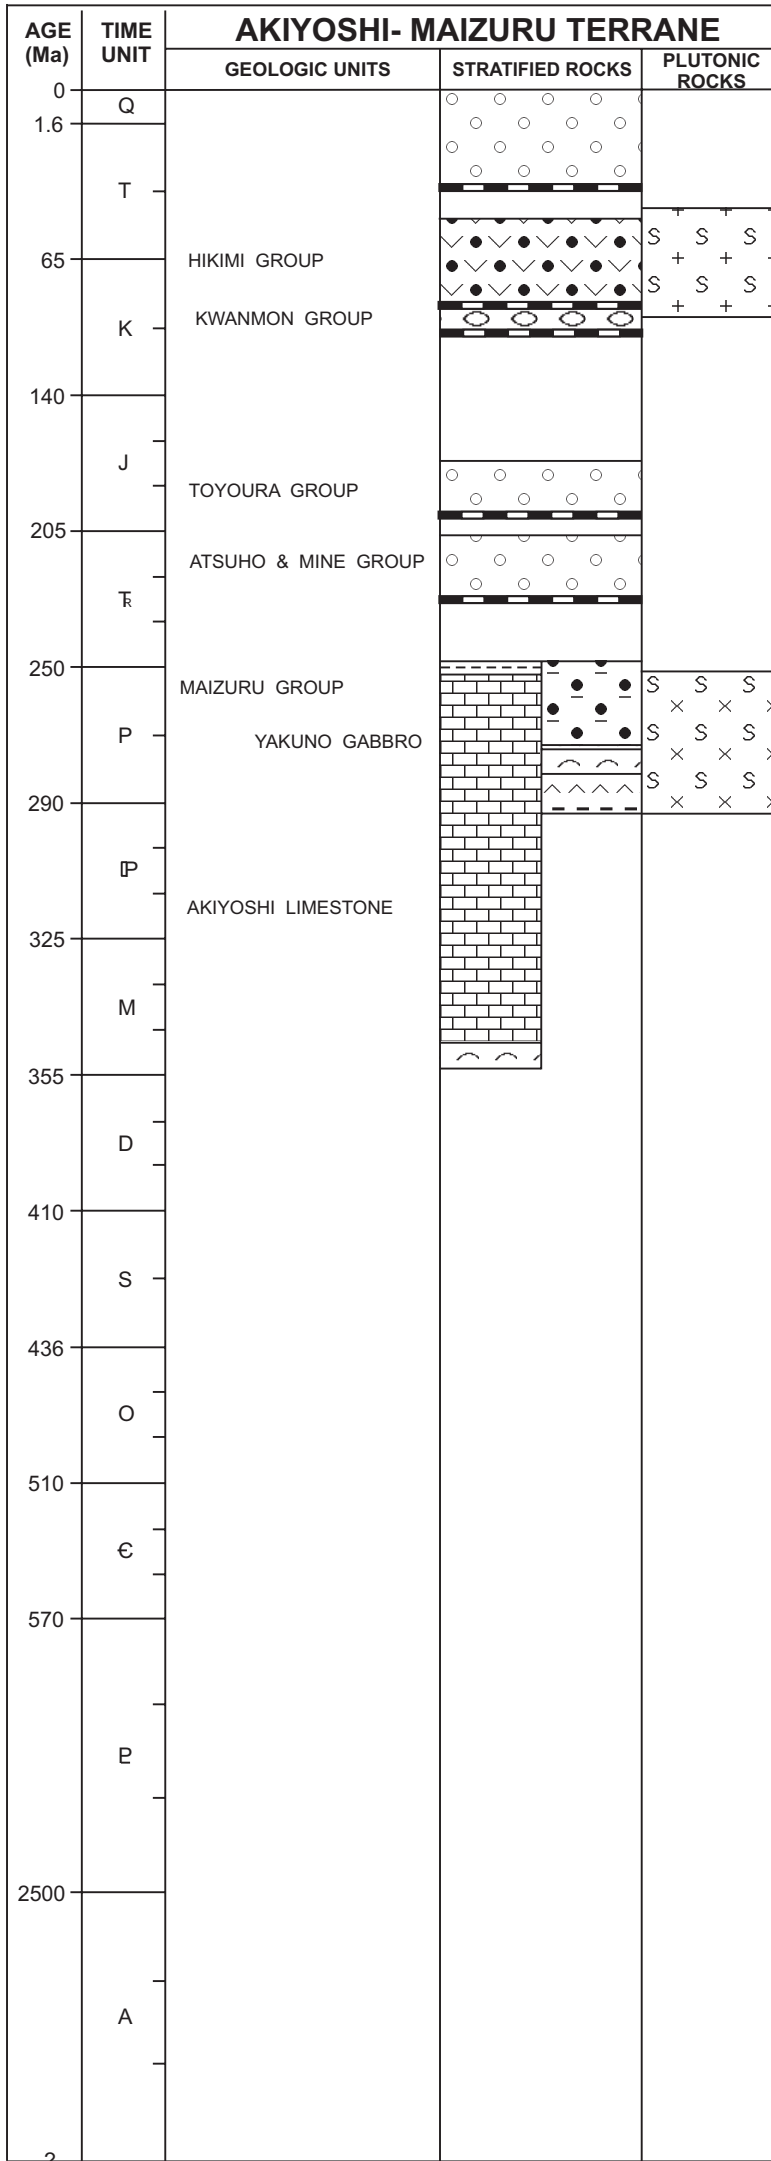 AGE (Ma)
TIME UNIT
AKIYOSHI- MAIZURU TERRANE
GEOLOGIC UNITS
STRATIFIED ROCKS
PLUTONIC ROCKS
0
Q
1.6
T
65
HIKIMI GROUP
KWANMON GROUP
K
140
J
TOYOURA GROUP
205
ATSUHO & MINE GROUP
TR
250
MAIZURU GROUP
P
YAKUNO GABBRO
290
IP
AKIYOSHI LIMESTONE
325
M
355
D
410
S
436
O
510
Є
570
P
2500
A
?